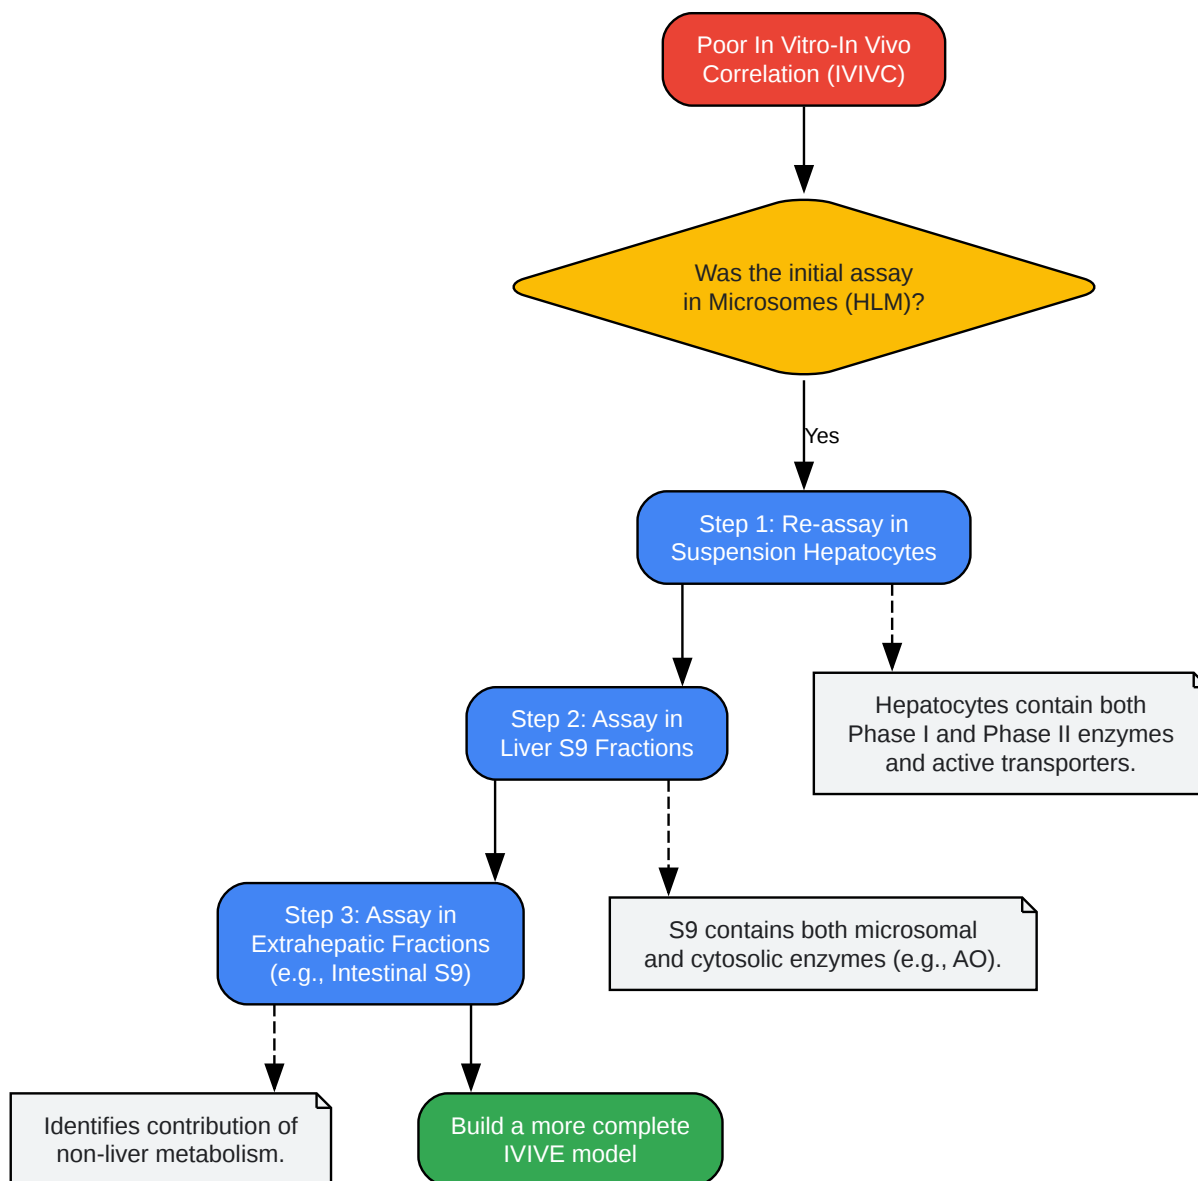 Poor In Vitro-In Vivo
Correlation (IVIVC)
Was the initial assay
in Microsomes (HLM)?
Yes
Step 1: Re-assay in
Suspension Hepatocytes
Hepatocytes contain both
Phase I and Phase II enzymes
and active transporters.
Step 2: Assay in
Liver S9 Fractions
S9 contains both microsomal
and cytosolic enzymes (e.g., AO).
Step 3: Assay in
Extrahepatic Fractions
(e.g., Intestinal S9)
Identifies contribution of
non-liver metabolism.
Build a more complete
IVIVE model